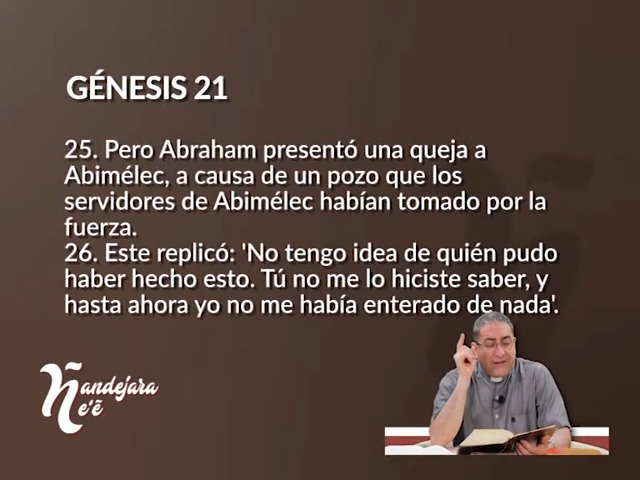 GÉNESIS 21
25. Pero Abraham presentó una queja a
Abimélec, a causa de un pozo que los
servidores de Abimélec habían tomado por la
fuerza.
26. Este replicó: 'No tengo idea de quién pudo
haber hecho esto. Tú no me lo hiciste saber, y
hasta ahora yo no me había enterado de nada'.
Ñandejara
Ñe'ẽ